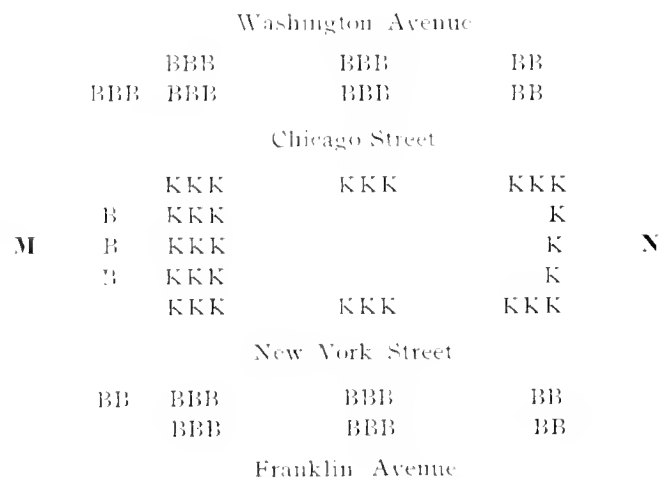 Washington Avenue
BBB BBB BB
BBB BBB BBB BB
Chicago Street
KKK KKK KKK
B KKK K
M B KKK K N
B KKK K
KKK KKK KKK
New York Street
BB BBB BBB BB
BBB BBB BB
Franklin Avenue